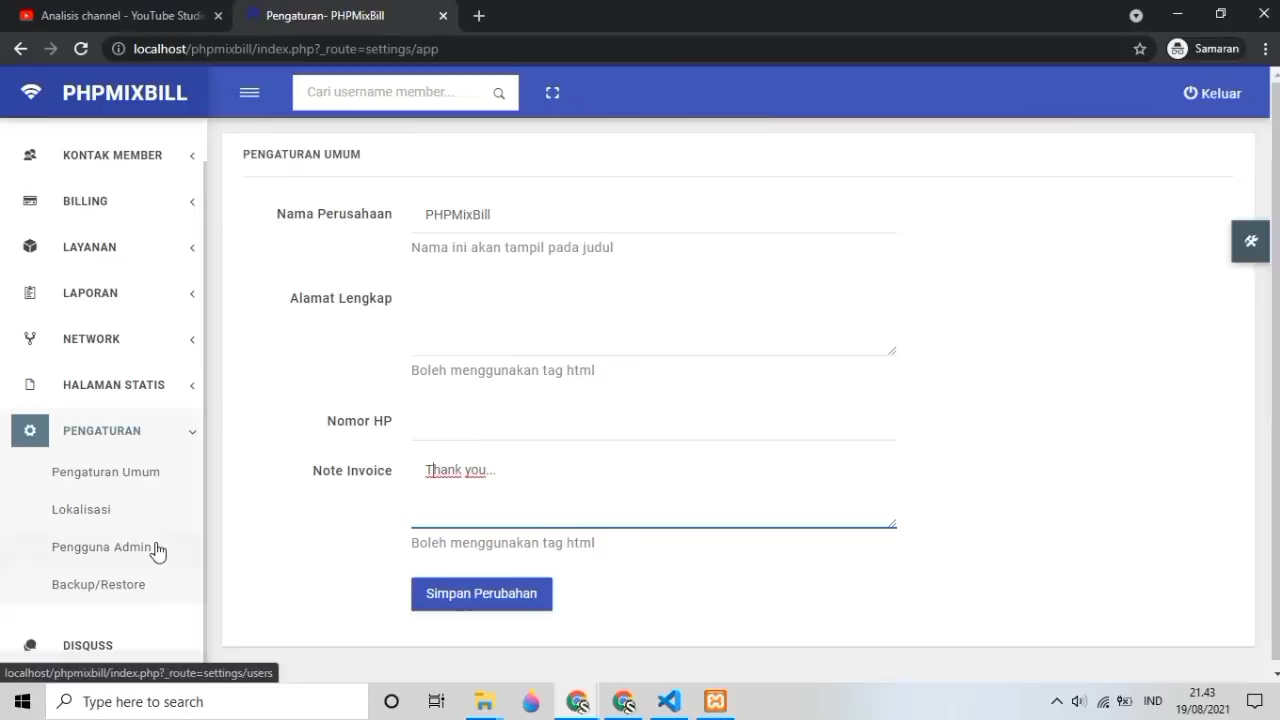 Analisis channel - YouTube Studi
Pengaturan- PHPMixBill
localhost/phpmixbill/index.php?_route=settings/app
Samaran
PHPMIXBILL
Cari username member...
Keluar
KONTAK MEMBER
BILLING
LAYANAN
LAPORAN
NETWORK
HALAMAN STATIS
PENGATURAN
Pengaturan Umum
Lokalisasi
Pengguna Admin
Backup/Restore
DISQUSS
PENGATURAN UMUM
Nama Perusahaan
PHPMixBill
Nama ini akan tampil pada judul
Alamat Lengkap
Boleh menggunakan tag html
Nomor HP
Note Invoice
Thank you...
Boleh menggunakan tag html
Simpan Perubahan
localhost/phpmixbill/index.php?_route=settings/users
Type here to search
IND
21.43
19/08/2021